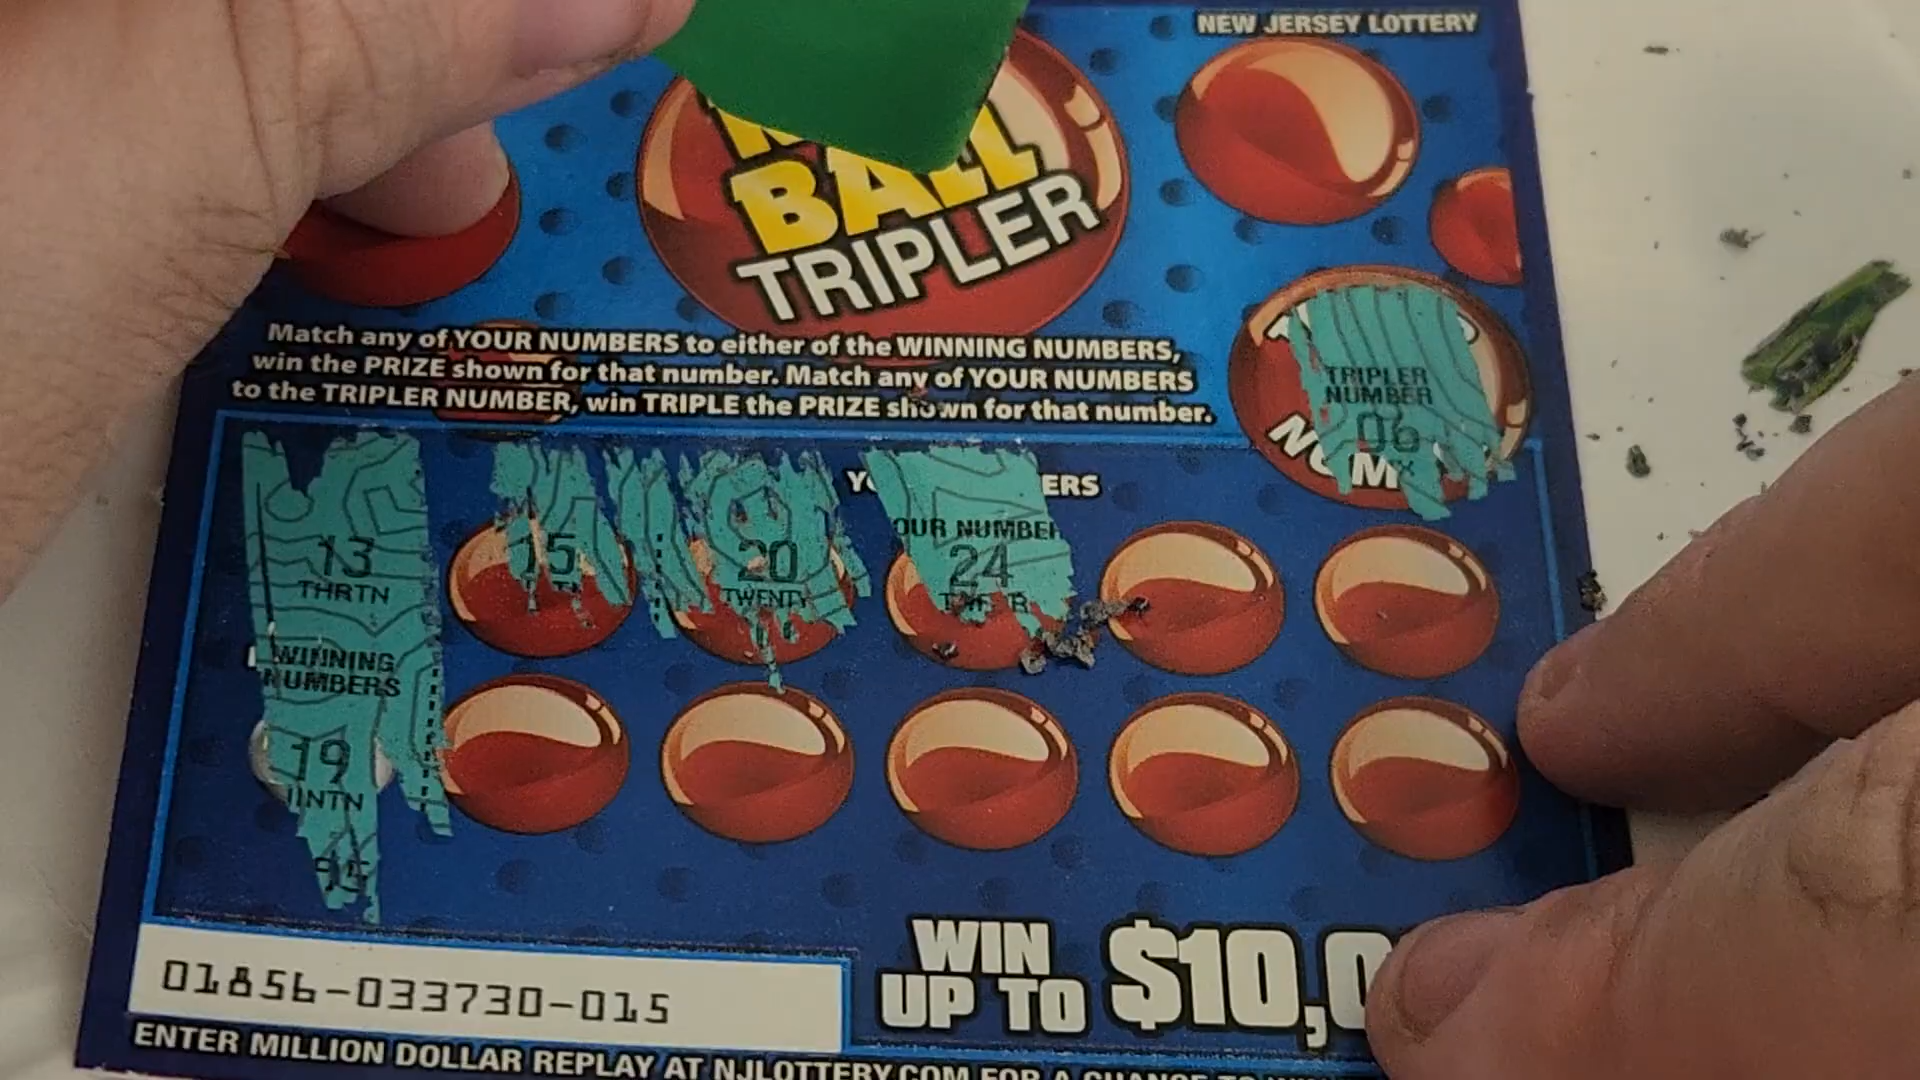 NEW JERSEY LOTTERY
BALL
TRIPLER
Match any of YOUR NUMBERS to either of the WINNING NUMBERS,
win the PRIZE shown for that number. Match any of YOUR NUMBERS
to the TRIPLER NUMBER, win TRIPLE the PRIZE shown for that number.
TRIPLER
NUMBER
06
OUR NUMBER
13
THRTN
15
20
TWENTY
24
WINNING
NUMBERS
19
NINTN
WIN
UP TO $10,0
01856-033730-015
ENTER MILLION DOLLAR REPLAY AT NJLOTTERY.COM FOR A CHANCE TO